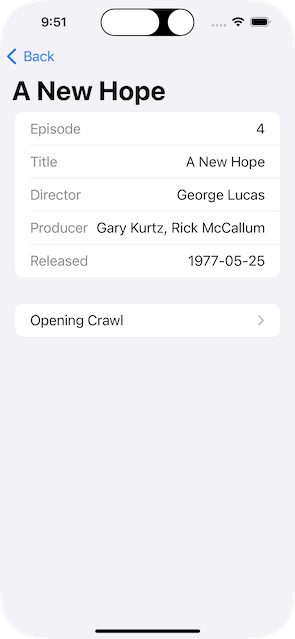 9:51
Back
A New Hope
Episode 4
Title A New Hope
Director George Lucas
Producer Gary Kurtz, Rick McCallum
Released 1977-05-25
Opening Crawl